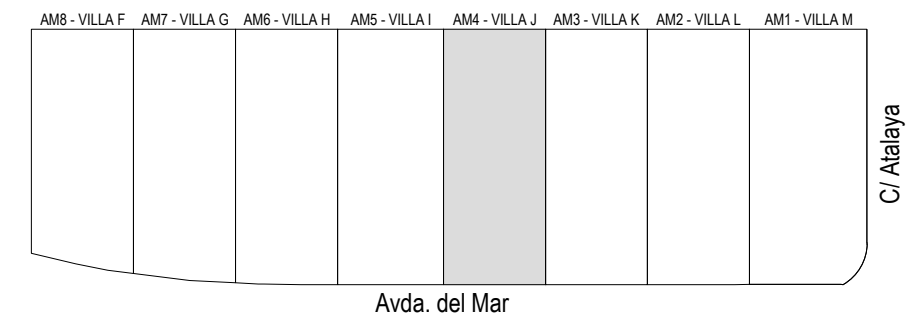 AM8 - VILLA F
AM7 - VILLA G
AM6 - VILLA H
AM5 - VILLA I
AM4 - VILLA J
AM3 - VILLA K
AM2 - VILLA L
AM1 - VILLA M
C/ Atalaya
Avda. del Mar